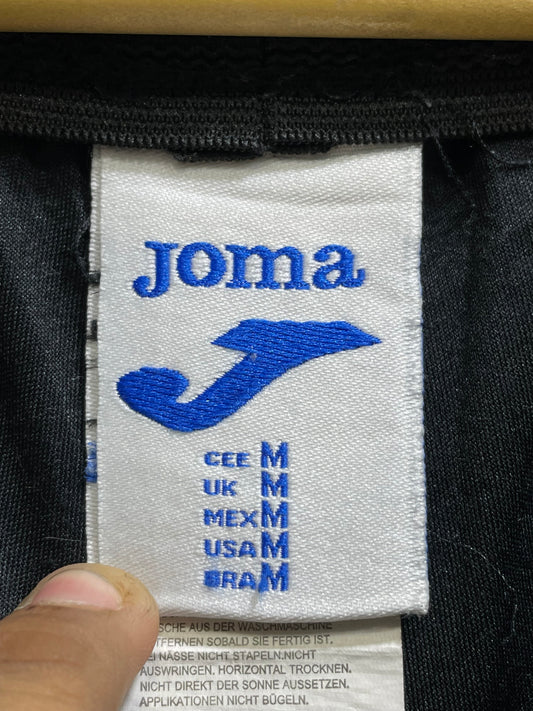 Joma
CEE M
UK M
MEX M
USA M
BRA M
AUS DER WASCHMASCHINE
SOBALD SIE FERTIG IST.
NÄSSE NICHT STAPELN.NICHT
AUSWRINGEN. HORIZONTAL TROCKNEN.
NICHT DIREKT DER SONNE AUSSETZEN.
APPLIKATIONEN NICHT BÜGELN.